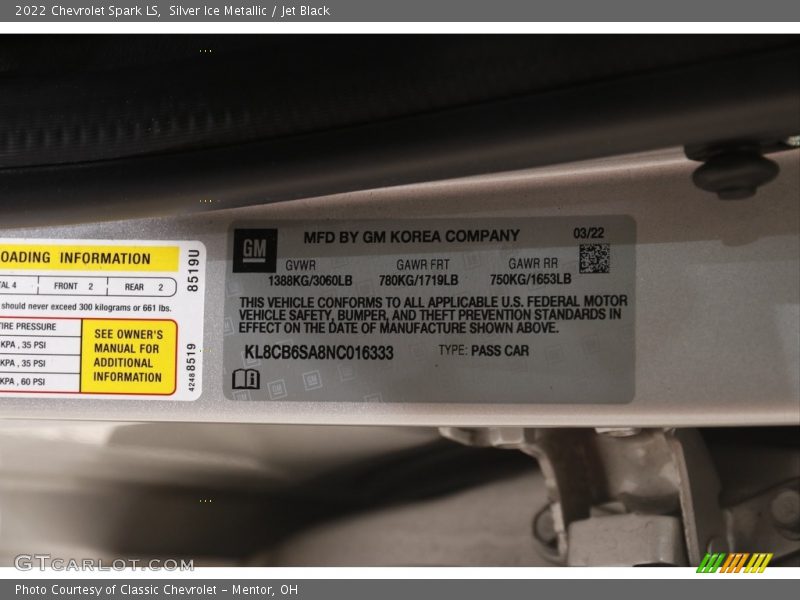 2022 Chevrolet Spark LS,  Silver Ice Metallic / Jet Black
OADING INFORMATION
TAL 4 FRONT 2 REAR 2
should never exceed 300 kilograms or 661 lbs.
TIRE PRESSURE
KPA , 35 PSI
KPA , 35 PSI
KPA , 60 PSI
SEE OWNER'S
MANUAL FOR
ADDITIONAL
INFORMATION
8519U
42488519
GM
MFD BY GM KOREA COMPANY
03/22
GVWR GAWR FRT GAWR RR
1388KG/3060LB 780KG/1719LB 750KG/1653LB
THIS VEHICLE CONFORMS TO ALL APPLICABLE U.S. FEDERAL MOTOR
VEHICLE SAFETY, BUMPER, AND THEFT PREVENTION STANDARDS IN
EFFECT ON THE DATE OF MANUFACTURE SHOWN ABOVE.
KL8CB6SA8NC016333 TYPE: PASS CAR
GTCARLOT.COM
Photo Courtesy of Classic Chevrolet - Mentor, OH